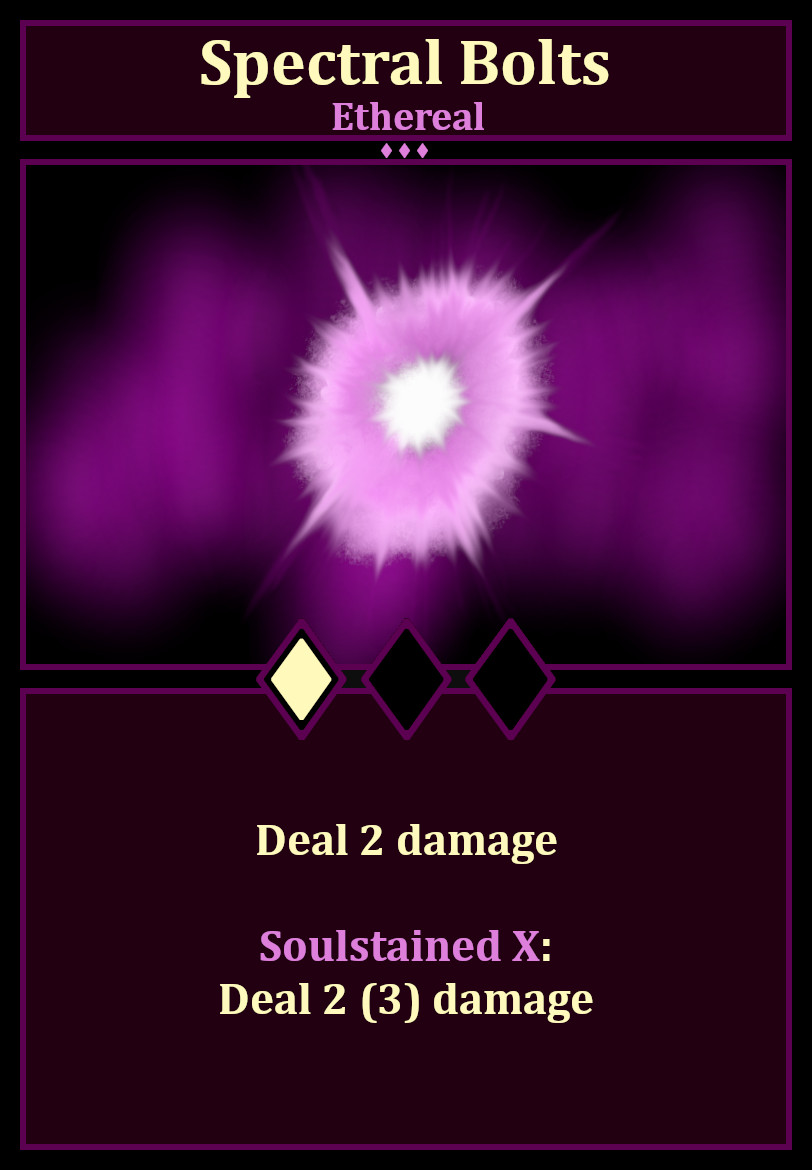 Spectral Bolts
Ethereal
Deal 2 damage
Soulstained X:
Deal 2 (3) damage